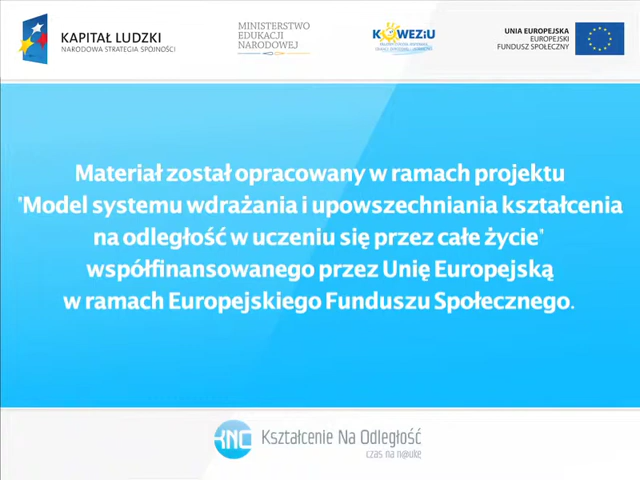 KAPITAŁ LUDZKI
NARODOWA STRATEGIA SPÓJNOŚCI
MINISTERSTWO
EDUKACJI
NARODOWEJ
KOWEZiU
UNIA EUROPEJSKA
EUROPEJSKI
FUNDUSZ SPOŁECZNY
Materiał został opracowany w ramach projektu
"Model systemu wdrażania i upowszechniania kształcenia
na odległość w uczeniu się przez całe życie"
współfinansowanego przez Unię Europejską
w ramach Europejskiego Funduszu Społecznego.
KNO Kształcenie Na Odległość
czas na n@ukę